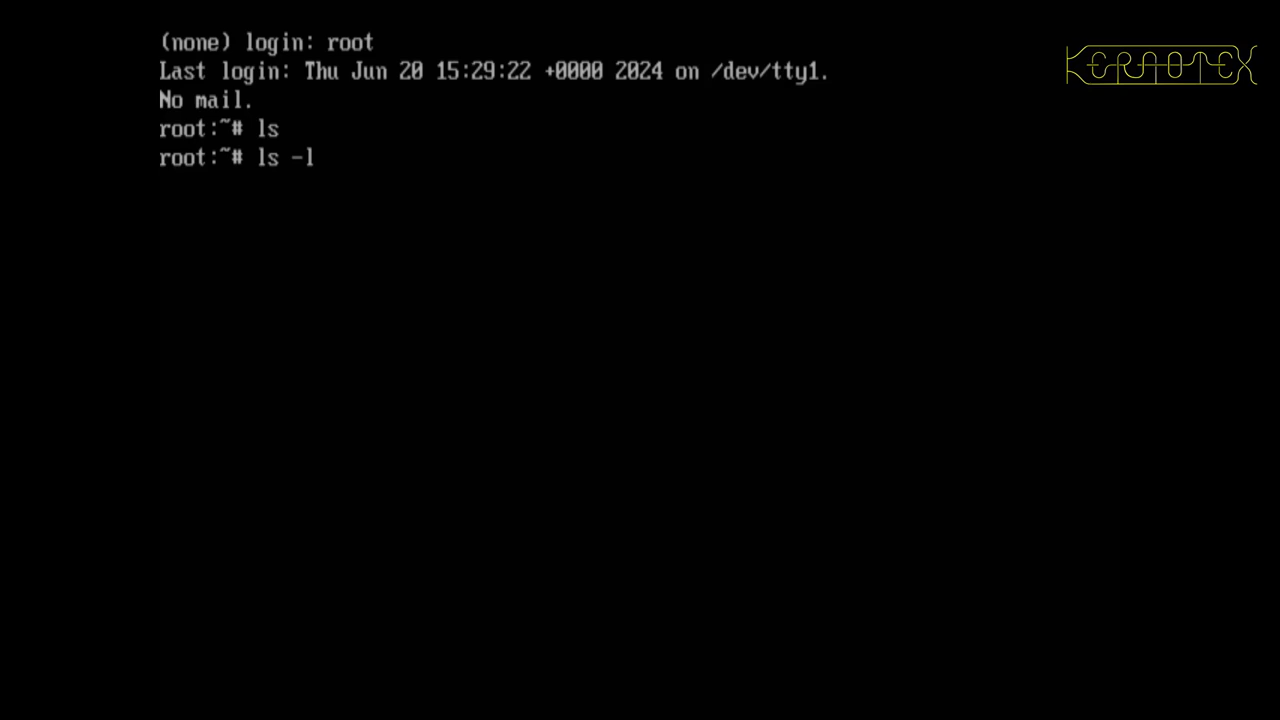 (none) login: root
Last login: Thu Jun 20 15:29:22 +0000 2024 on /dev/tty1.
No mail.
root:~# ls
root:~# ls -l
KERNOTEX